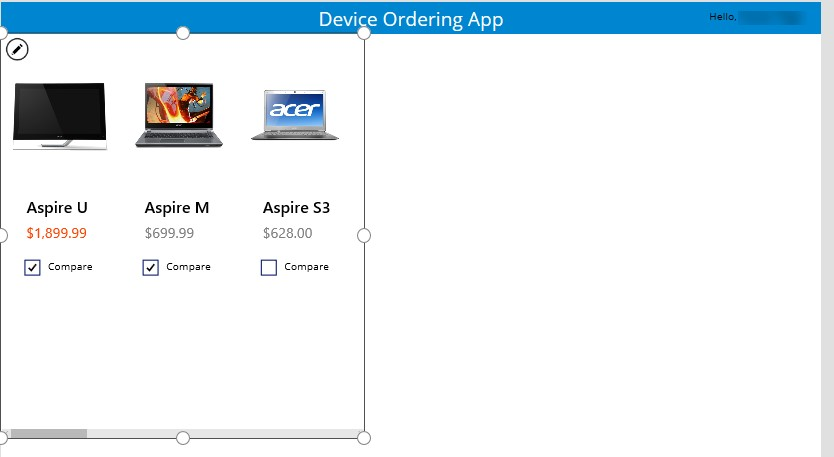 Device Ordering App
Hello,
acer
Aspire U
Aspire M
Aspire S3
$1,899.99
$699.99
$628.00
Compare
Compare
Compare